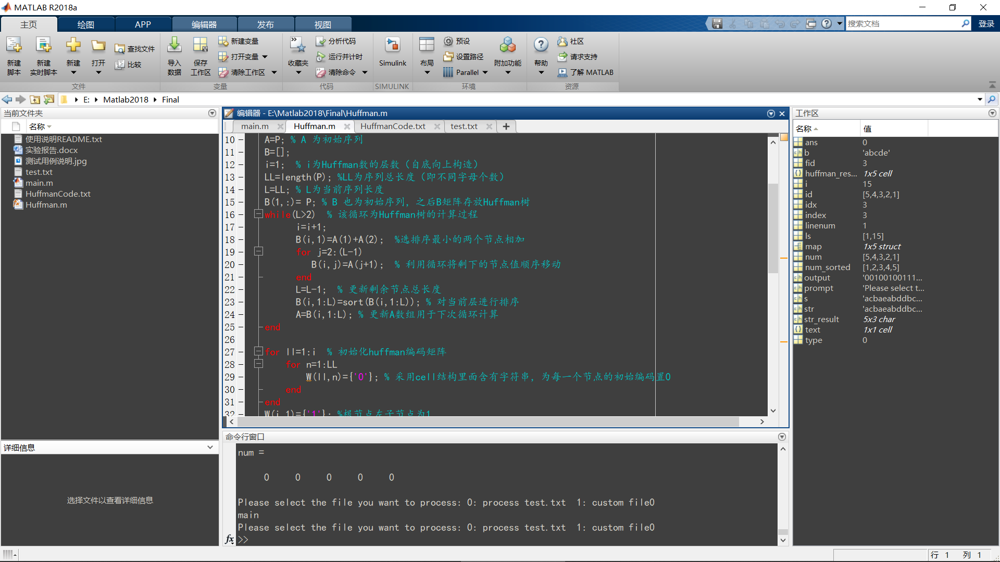 MATLAB R2018a
主页 绘图 APP 编辑器 发布 视图
搜索文档
登录
新建脚本
新建实时脚本
新建
打开
查找文件
比较
文件
导入数据
保存工作区
新建变量
打开变量
清除工作区
变量
收藏夹
分析代码
运行并计时
清除命令
代码
Simulink
SIMULINK
布局
预设
设置路径
Parallel
附加功能
环境
帮助
社区
请求支持
了解 MATLAB
资源
E: Matlab2018 Final
当前文件夹
名称
使用说明README.txt
实验报告.docx
测试用例说明.jpg
test.txt
main.m
HuffmanCode.txt
Huffman.m
详细信息
选择文件以查看详细信息
编辑器 - E:\Matlab2018\Final\Huffman.m
main.m Huffman.m HuffmanCode.txt test.txt
10 A=P; % A 为初始序列
11 B=[];
12 i=1; % i为Huffman数的层数（自底向上构造）
13 LL=length(P); %LL为序列总长度（即不同字母个数）
14 L=LL; % L为当前序列长度
15 B(1,:)= P; % B 也为初始序列，之后B矩阵存放Huffman树
16 while(L>2) % 该循环为Huffman树的计算过程
17 i=i+1;
18 B(i,1)=A(1)+A(2); %选排序最小的两个节点相加
19 for j=2:(L-1)
20 B(i,j)=A(j+1); % 利用循环将剩下的节点值顺序移动
21 end
22 L=L-1; % 更新剩余节点总长度
23 B(i,1:L)=sort(B(i,1:L)); % 对当前层进行排序
24 A=B(i,1:L); % 更新A数组用于下次循环计算
25 end
26
27 for ll=1:i % 初始化huffman编码矩阵
28 for n=1:LL
29 W(ll,n)={'0'}; % 采用cell结构里面含有字符串，为每一个节点的初始编码置0
30 end
31 end
32 W(i,1)={'1'}; %根节点左子节点为1
命令行窗口
num =
0 0 0 0 0
Please select the file you want to process: 0: process test.txt 1: custom file0
main
Please select the file you want to process: 0: process test.txt 1: custom file0
fx >>
工作区
名称 值
ans 0
b 'abcde'
fid 3
huffman_res... 1x5 cell
i 15
id [5,4,3,2,1]
idx 3
index 3
linenum 1
ls [1,15]
map 1x5 struct
num [5,4,3,2,1]
num_sorted [1,2,3,4,5]
output '00100100111...
prompt 'Please select t...
s 'acbaeabddbc...
str 'acbaeabddbc...
str_result 5x3 char
text 1x1 cell
type 0
行 1 列 1